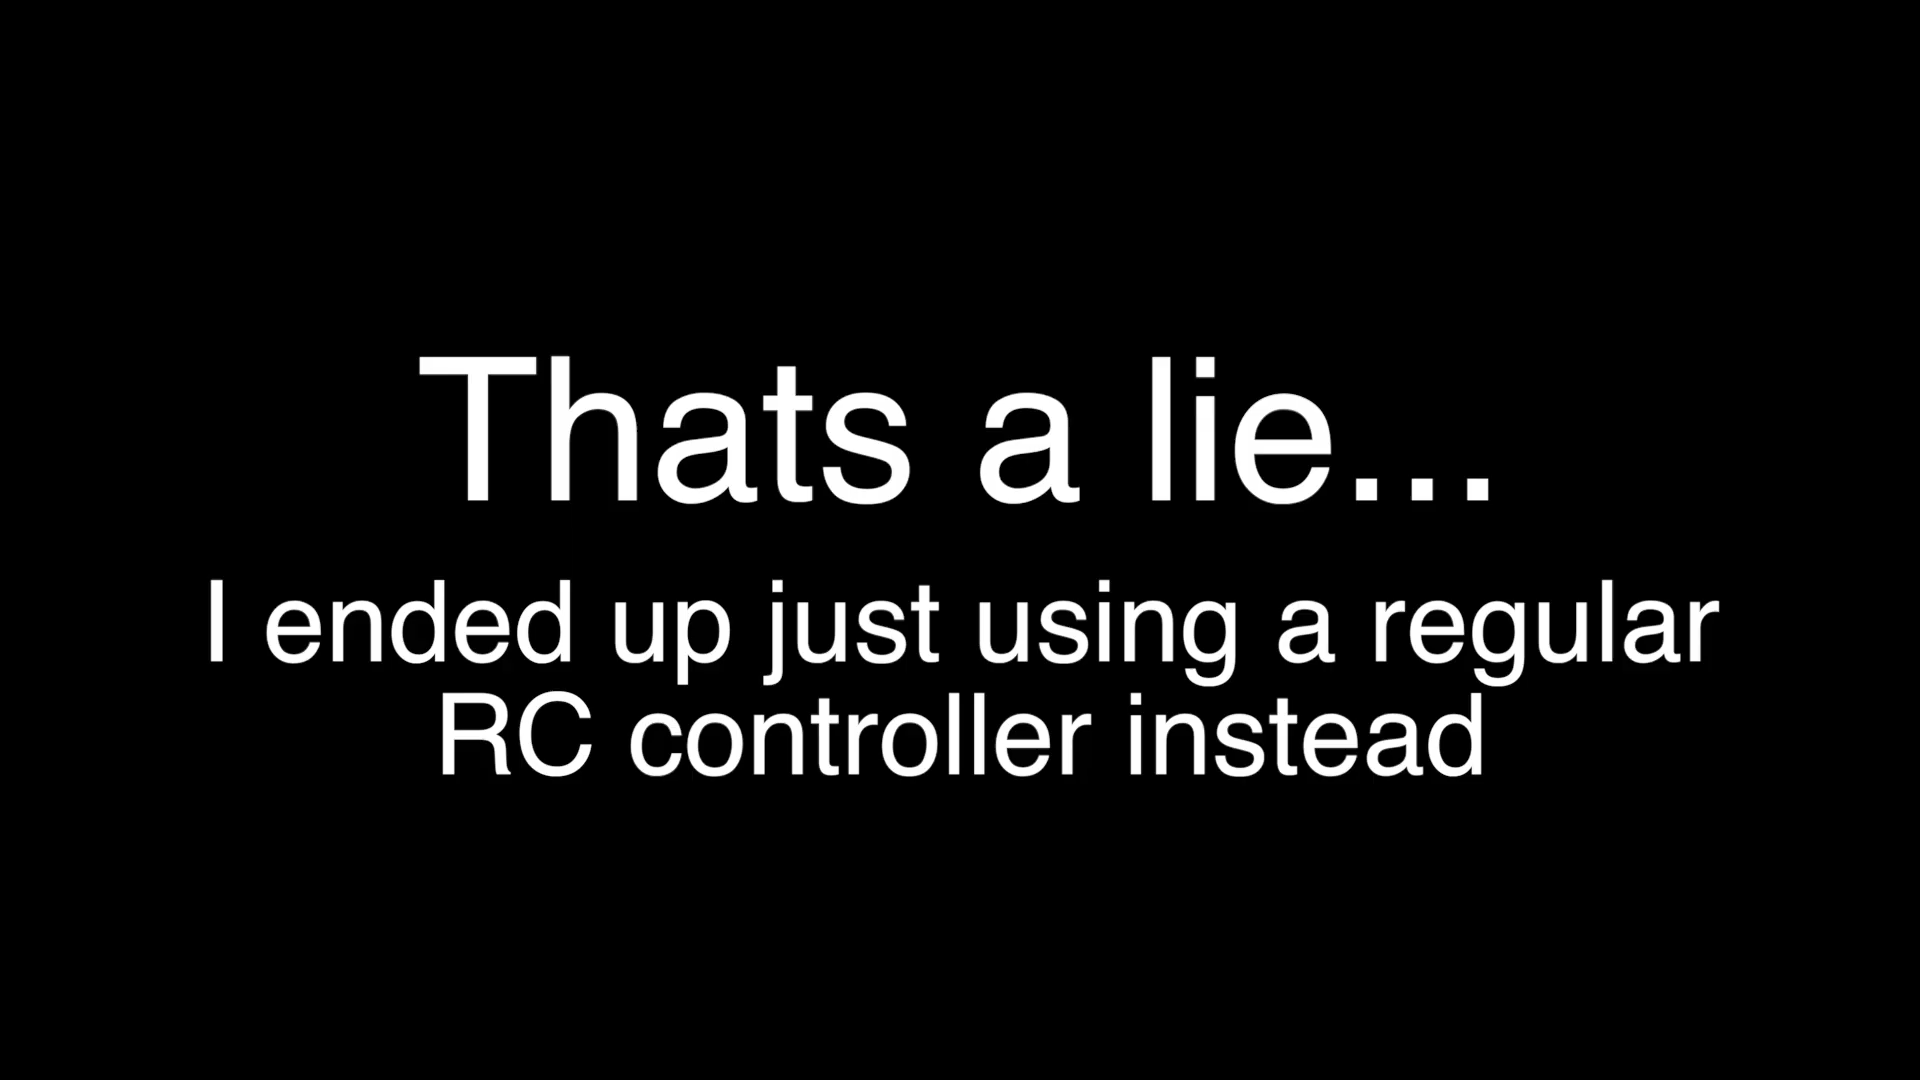 Thats a lie...
I ended up just using a regular
RC controller instead